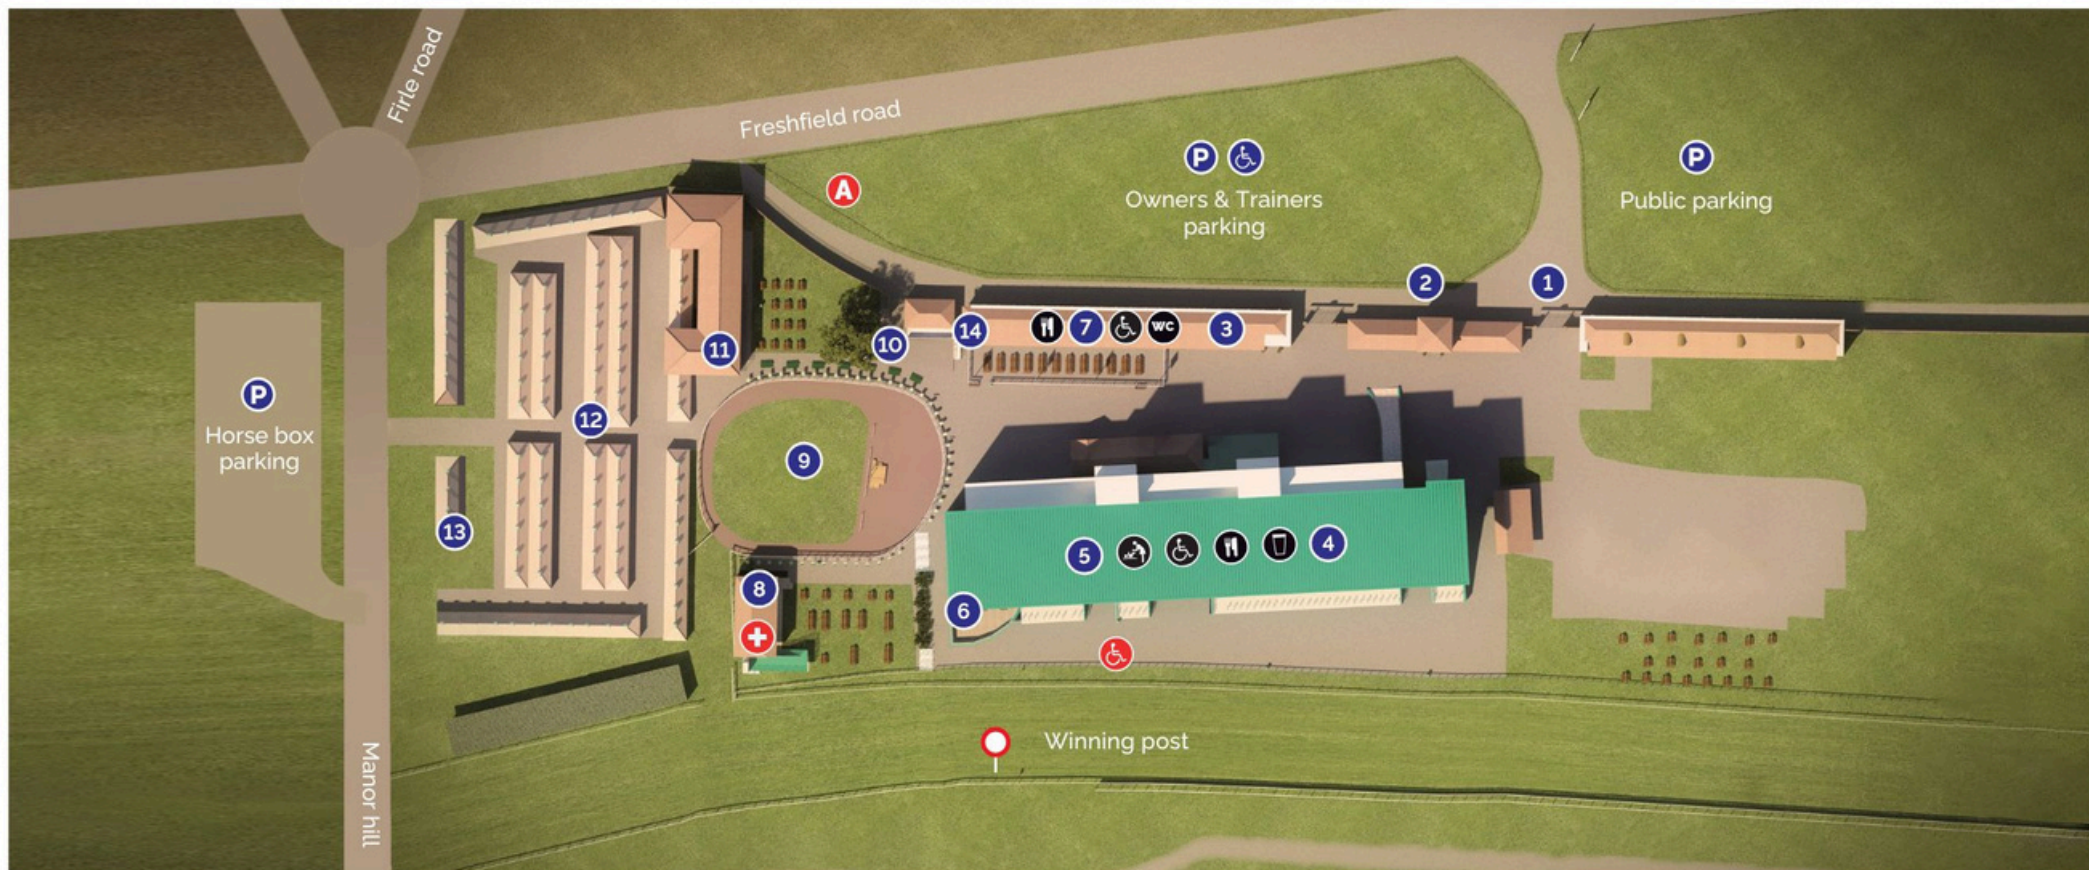 Firle road
Freshfield road
A
P
Owners & Trainers
parking
P
Public parking
2
1
14
7
WC
3
10
11
P
Horse box
parking
12
9
13
5
4
8
6
Winning post
Manor hill